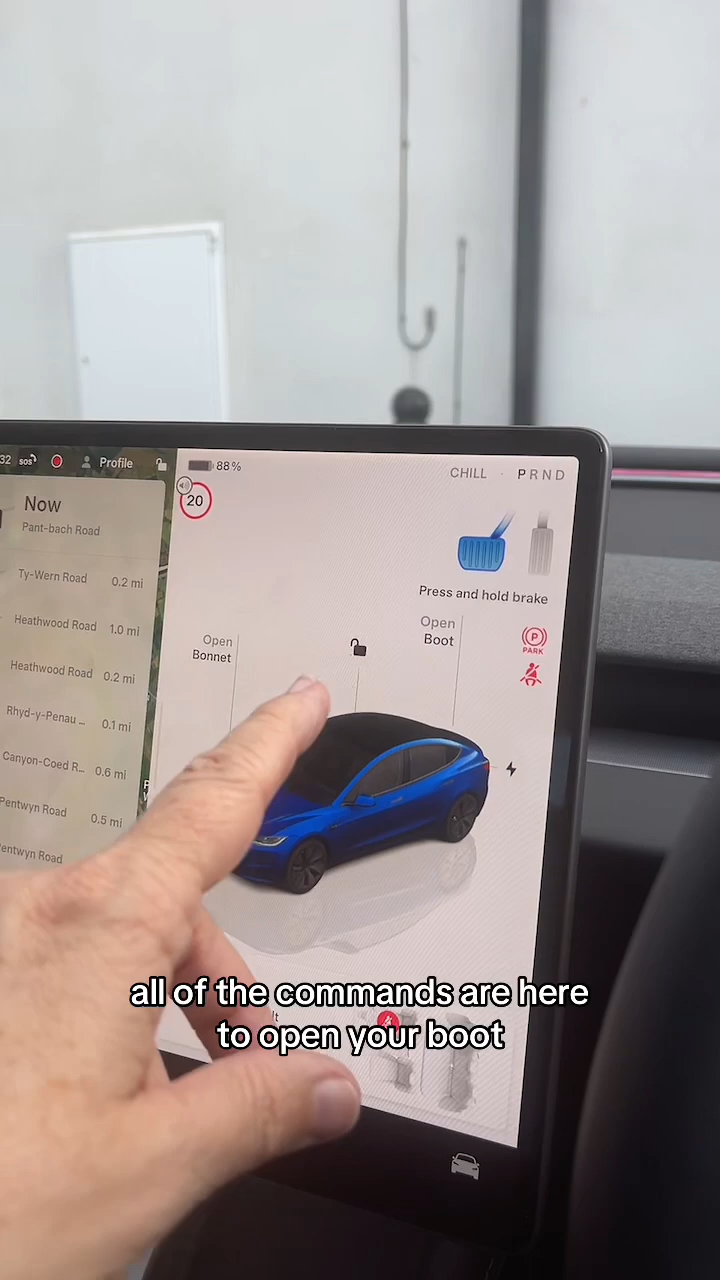 32 SOS Profile
Now
Pant-bach Road
Ty-Wern Road 0.2 mi
Heathwood Road 1.0 mi
Heathwood Road 0.2 mi
Rhyd-y-Penau ... 0.1 mi
Canyon-Coed R... 0.6 mi
Pentwyn Road 0.5 mi
entwyn Road
88%
20
CHILL PRND
Press and hold brake
Open
Bonnet
Open
Boot
P
PARK
all of the commands are here
to open your boot